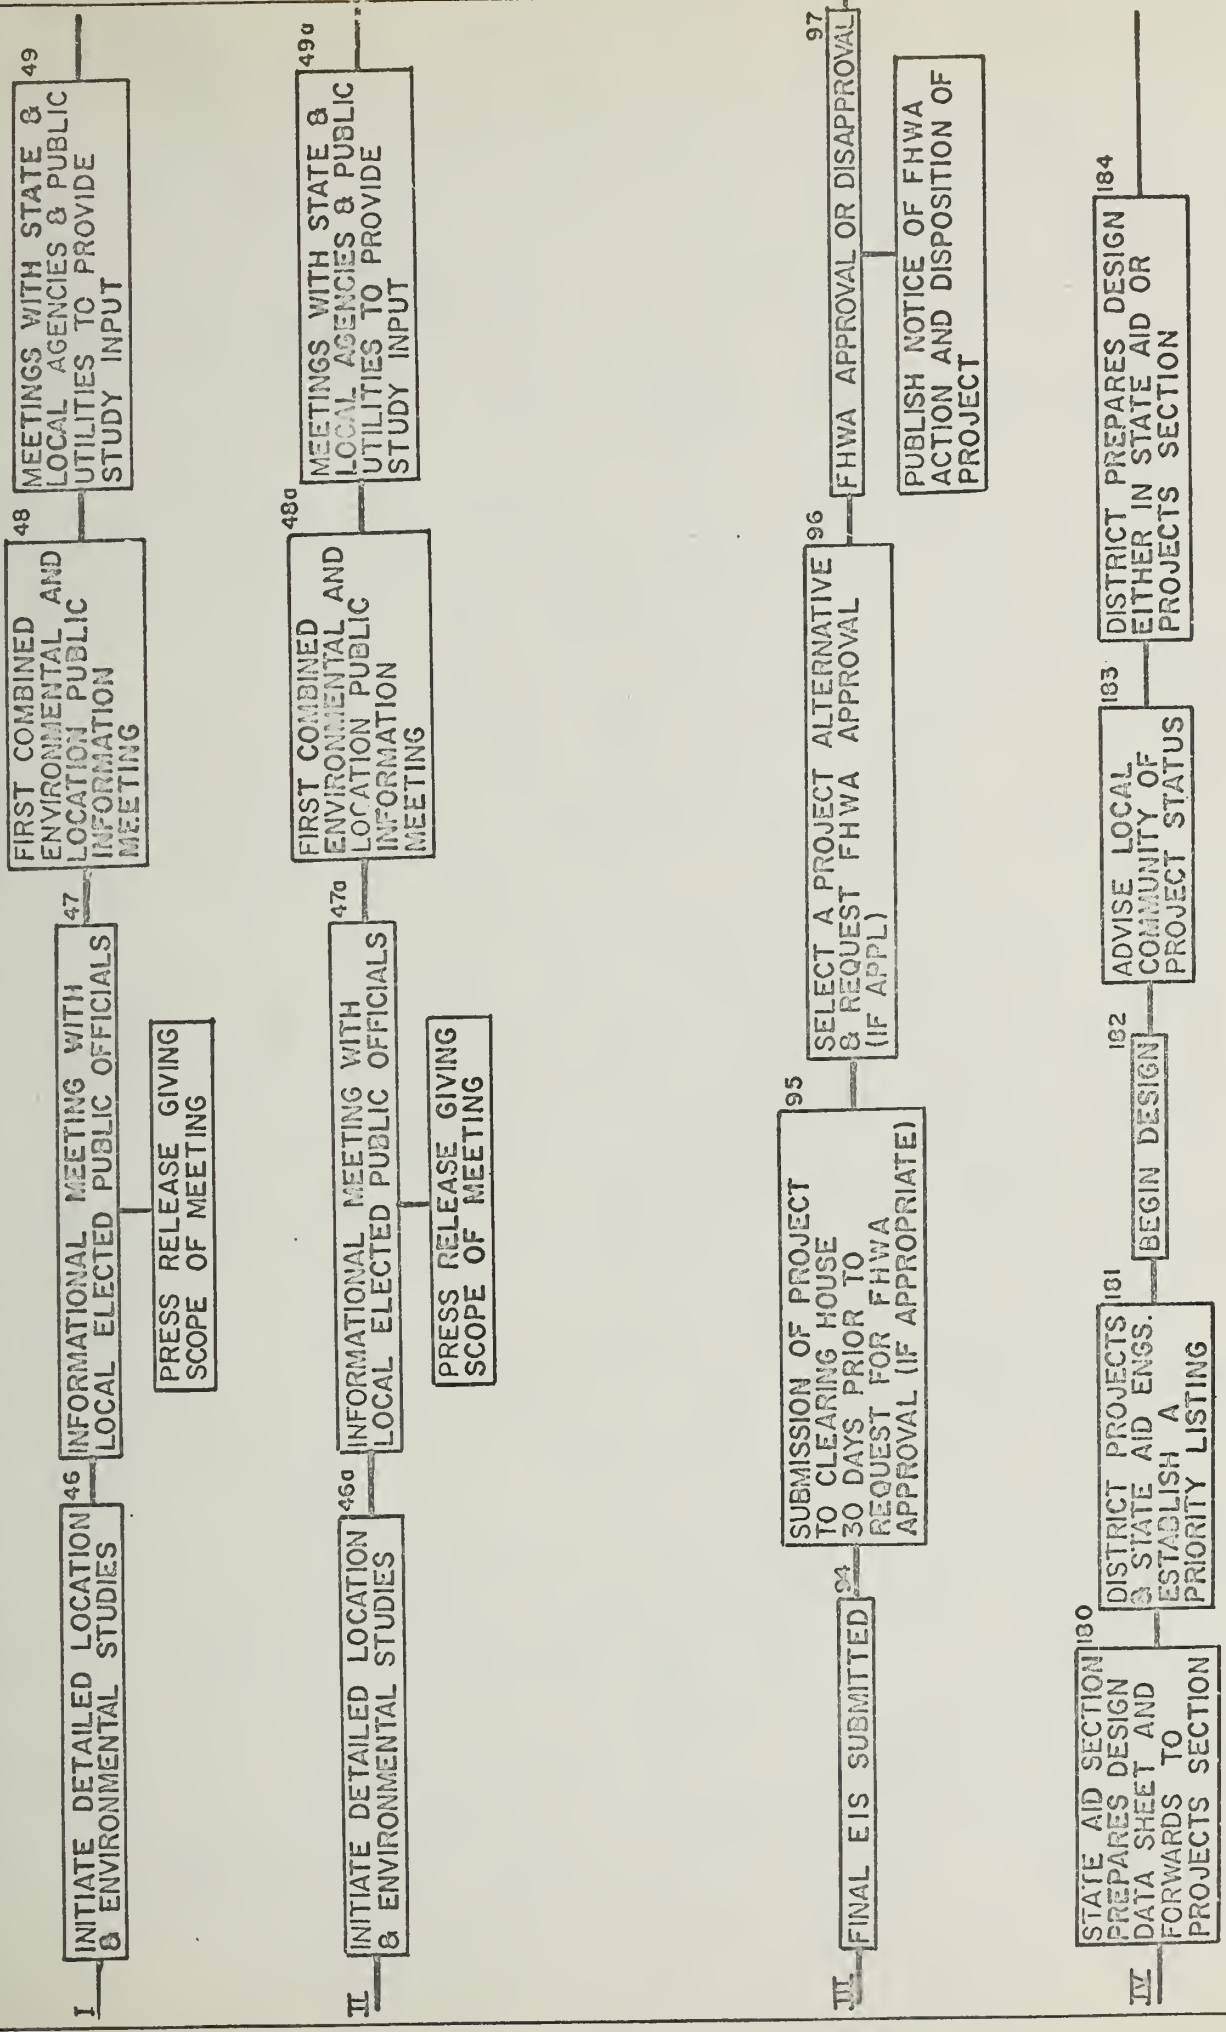 I
46
INITIATE DETAILED LOCATION
& ENVIRONMENTAL STUDIES
47
INFORMATIONAL MEETING WITH
LOCAL ELECTED PUBLIC OFFICIALS
PRESS RELEASE GIVING
SCOPE OF MEETING
48
FIRST COMBINED
ENVIRONMENTAL AND
LOCATION PUBLIC
INFORMATION
MEETING
49
MEETINGS WITH STATE &
LOCAL AGENCIES & PUBLIC
UTILITIES TO PROVIDE
STUDY INPUT
II
46a
INITIATE DETAILED LOCATION
& ENVIRONMENTAL STUDIES
47a
INFORMATIONAL MEETING WITH
LOCAL ELECTED PUBLIC OFFICIALS
PRESS RELEASE GIVING
SCOPE OF MEETING
48a
FIRST COMBINED
ENVIRONMENTAL AND
LOCATION PUBLIC
INFORMATION
MEETING
49a
MEETINGS WITH STATE &
LOCAL AGENCIES & PUBLIC
UTILITIES TO PROVIDE
STUDY INPUT
III
94
FINAL EIS SUBMITTED
95
SUBMISSION OF PROJECT
TO CLEARING HOUSE
30 DAYS PRIOR TO
REQUEST FOR FHWA
APPROVAL (IF APPROPRIATE)
96
SELECT A PROJECT ALTERNATIVE
& REQUEST FHWA APPROVAL
(IF APPL)
97
FHWA APPROVAL OR DISAPPROVAL
PUBLISH NOTICE OF FHWA
ACTION AND DISPOSITION OF
PROJECT
IV
180
STATE AID SECTION
PREPARES DESIGN
DATA SHEET AND
FORWARDS TO
PROJECTS SECTION
181
DISTRICT PROJECTS
& STATE AID ENGS.
ESTABLISH A
PRIORITY LISTING
182
BEGIN DESIGN
183
ADVISE LOCAL
COMMUNITY OF
PROJECT STATUS
184
DISTRICT PREPARES DESIGN
EITHER IN STATE AID OR
PROJECTS SECTION